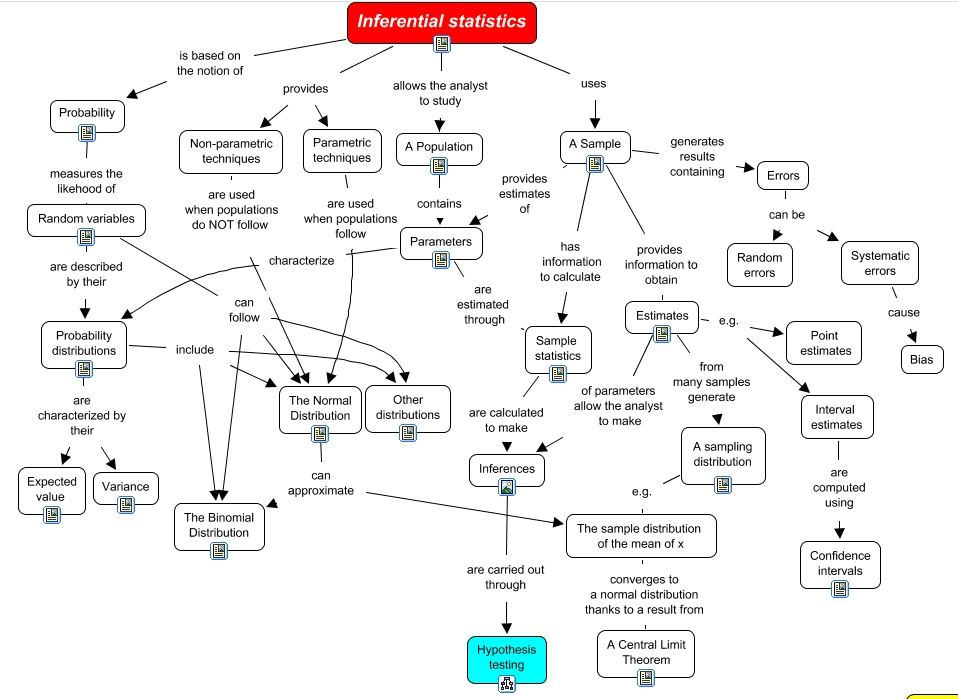 Inferential statistics
is based on
the notion of
provides
allows the analyst
to study
uses
Probability
Non-parametric
techniques
Parametric
techniques
A Population
A Sample
generates
results
containing
Errors
measures the
likehood of
are used
when populations
do NOT follow
are used
when populations
follow
contains
provides
estimates
of
can be
Random variables
Parameters
Random
errors
Systematic
errors
are described
by their
characterize
are
estimated
through
has
information
to calculate
provides
information to
obtain
cause
can
follow
Probability
distributions
include
Sample
statistics
Estimates
e.g.
Point
estimates
Bias
are
characterized by
their
The Normal
Distribution
Other
distributions
are calculated
to make
of parameters
allow the analyst
to make
from
many samples
generate
Interval
estimates
Expected
value
Variance
can
approximate
Inferences
A sampling
distribution
are
computed
using
The Binomial
Distribution
e.g.
The sample distribution
of the mean of x
Confidence
intervals
are carried out
through
converges to
a normal distribution
thanks to a result from
Hypothesis
testing
A Central Limit
Theorem